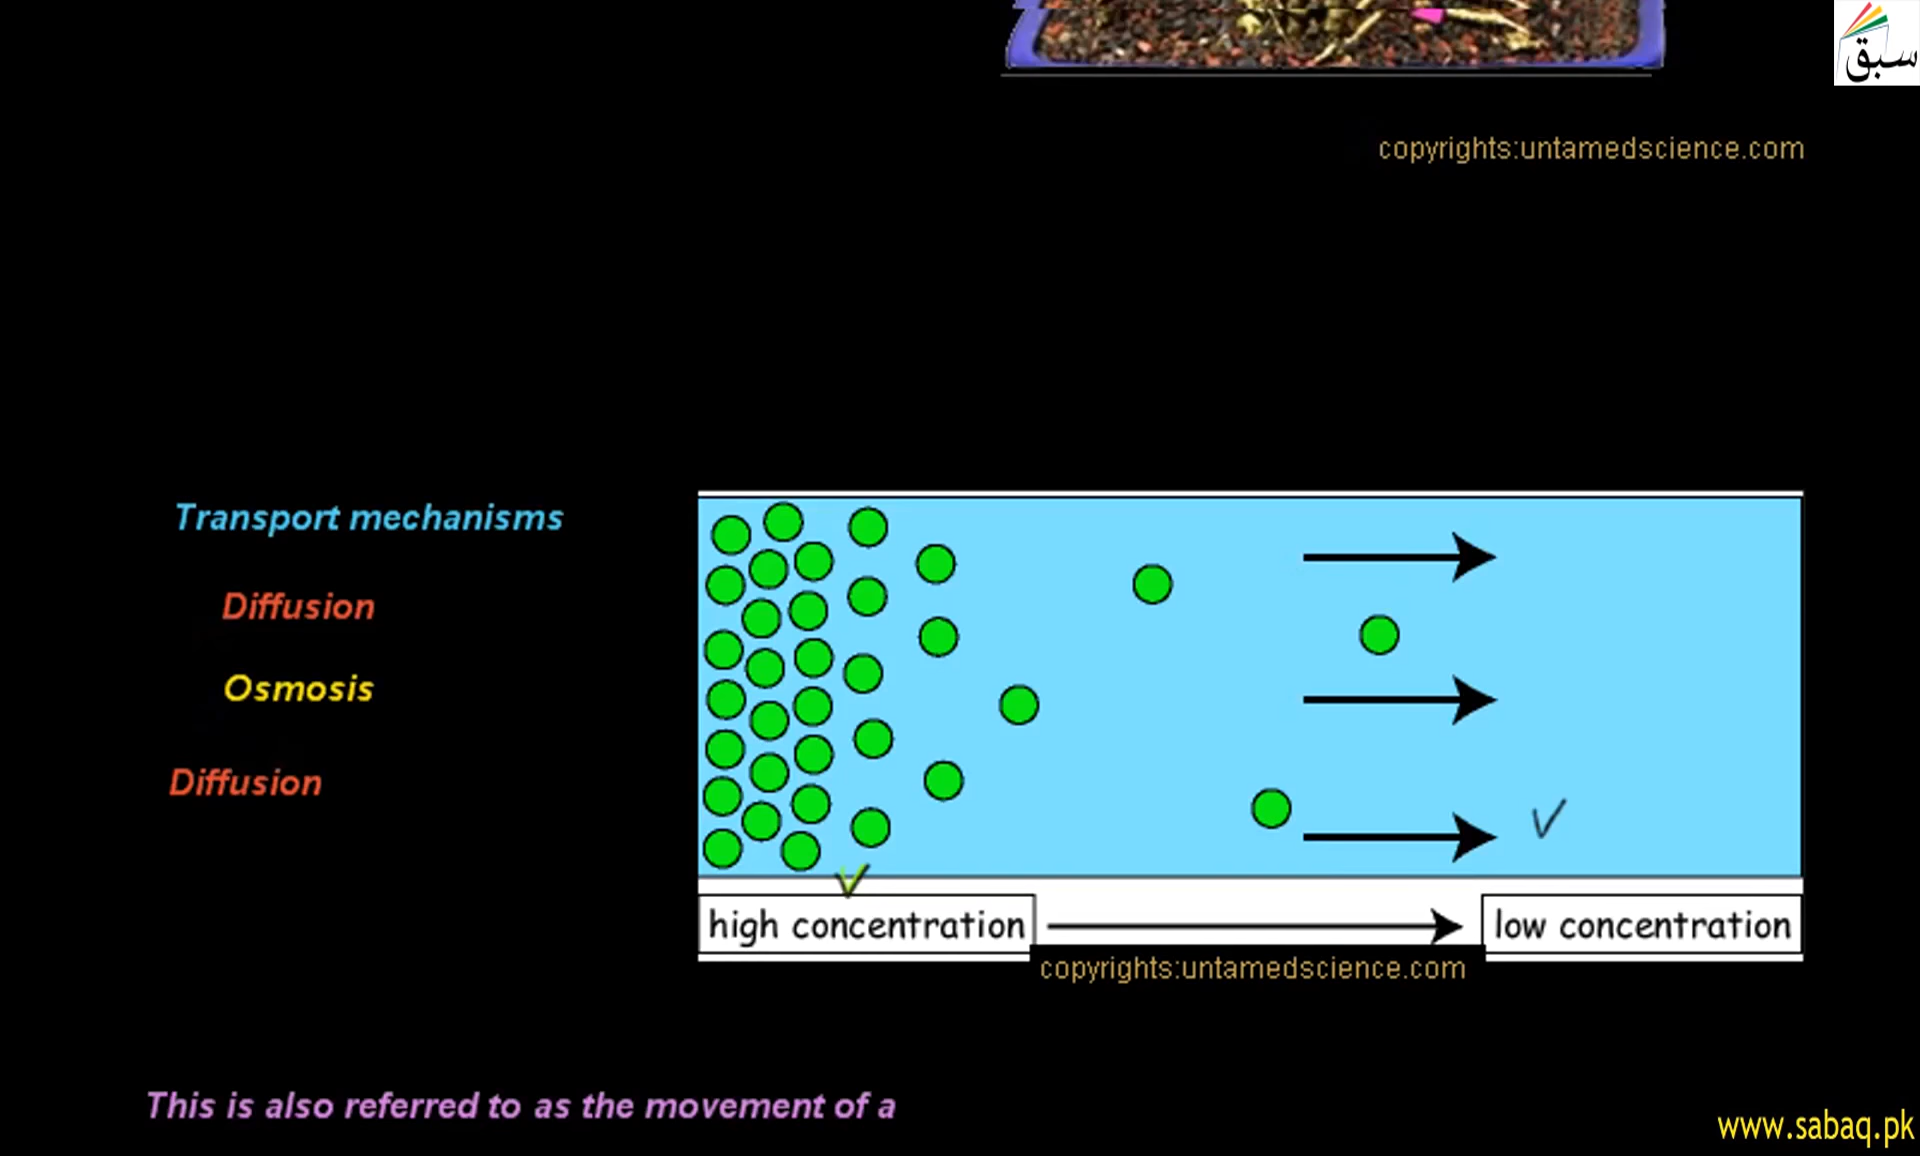 سبق
copyrights:untamedscience.com
Transport mechanisms
Diffusion
Osmosis
Diffusion
high concentration
low concentration
copyrights:untamedscience.com
This is also referred to as the movement of a
www.sabaq.pk